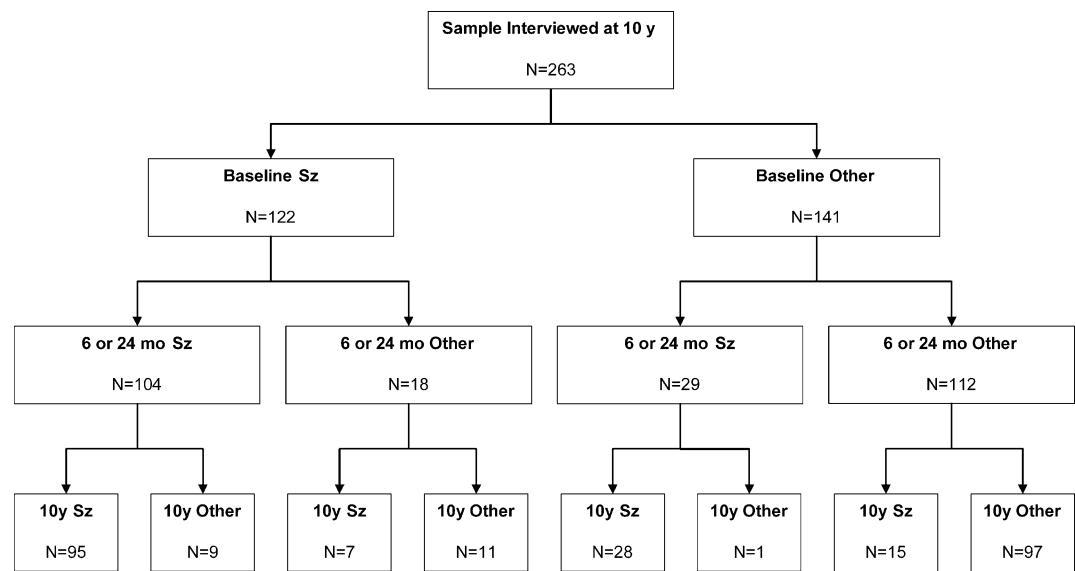 Sample Interviewed at 10 y
N=263
Baseline Sz
N=122
Baseline Other
N=141
6 or 24 mo Sz
N=104
6 or 24 mo Other
N=18
6 or 24 mo Sz
N=29
6 or 24 mo Other
N=112
10y Sz
N=95
10y Other
N=9
10y Sz
N=7
10y Other
N=11
10y Sz
N=28
10y Other
N=1
10y Sz
N=15
10y Other
N=97